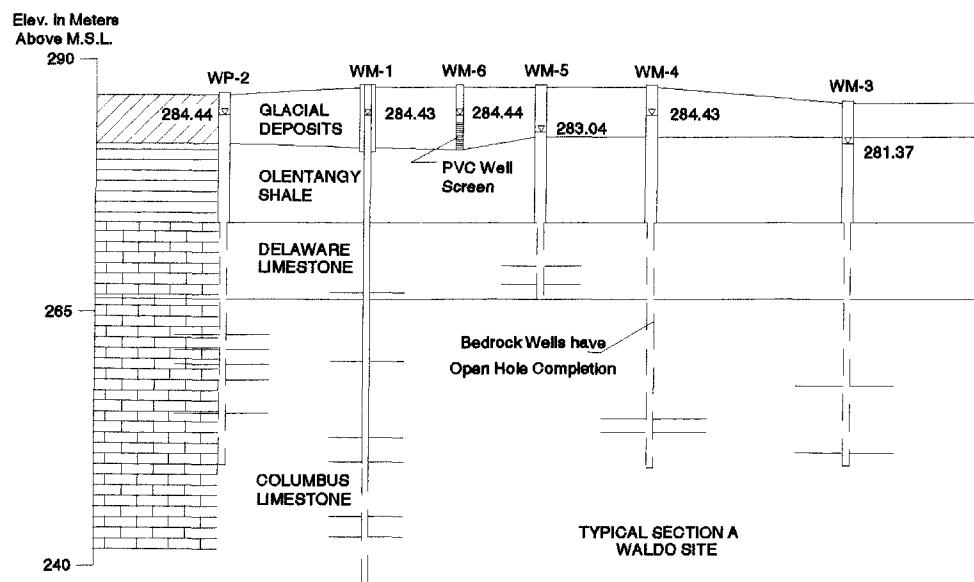 Elev. in Meters
Above M.S.L.
290
WP-2
WM-1
WM-6
WM-5
WM-4
WM-3
284.44
GLACIAL
DEPOSITS
284.43
284.44
283.04
284.43
281.37
PVC Well
Screen
OLENTANGY
SHALE
DELAWARE
LIMESTONE
265
Bedrock Wells have
Open Hole Completion
COLUMBUS
LIMESTONE
TYPICAL SECTION A
WALDO SITE
240